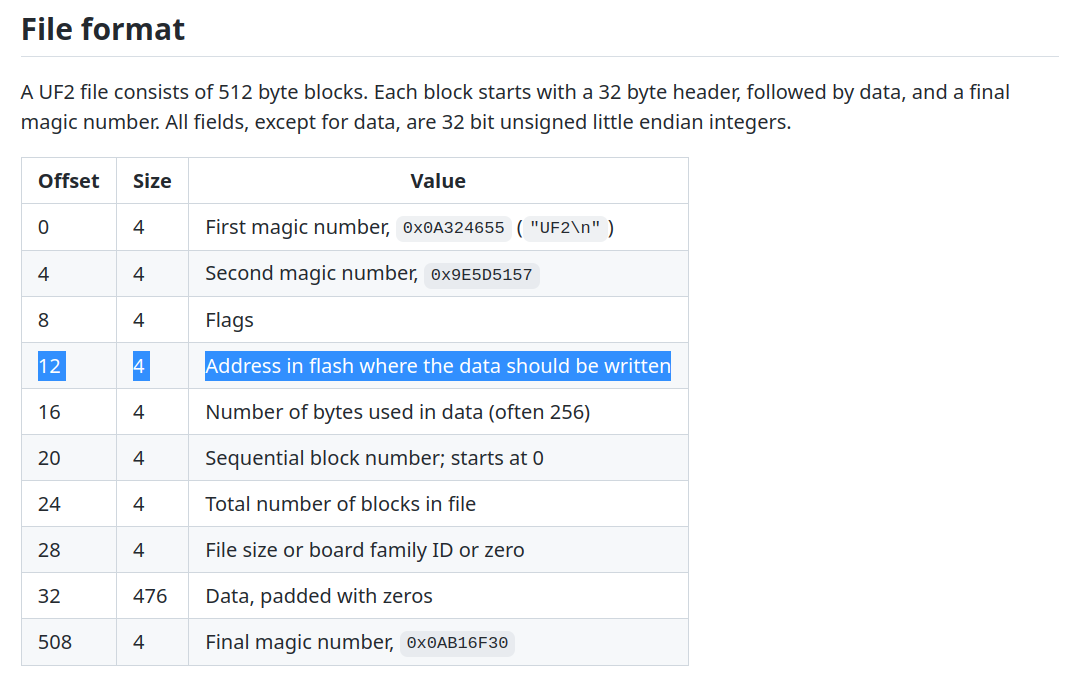 File format
A UF2 file consists of 512 byte blocks. Each block starts with a 32 byte header, followed by data, and a final
magic number. All fields, except for data, are 32 bit unsigned little endian integers.
Offset Size Value
0 4 First magic number, 0x0A324655 ("UF2\n")
4 4 Second magic number, 0x9E5D5157
8 4 Flags
12 4 Address in flash where the data should be written
16 4 Number of bytes used in data (often 256)
20 4 Sequential block number; starts at 0
24 4 Total number of blocks in file
28 4 File size or board family ID or zero
32 476 Data, padded with zeros
508 4 Final magic number, 0x0AB16F30